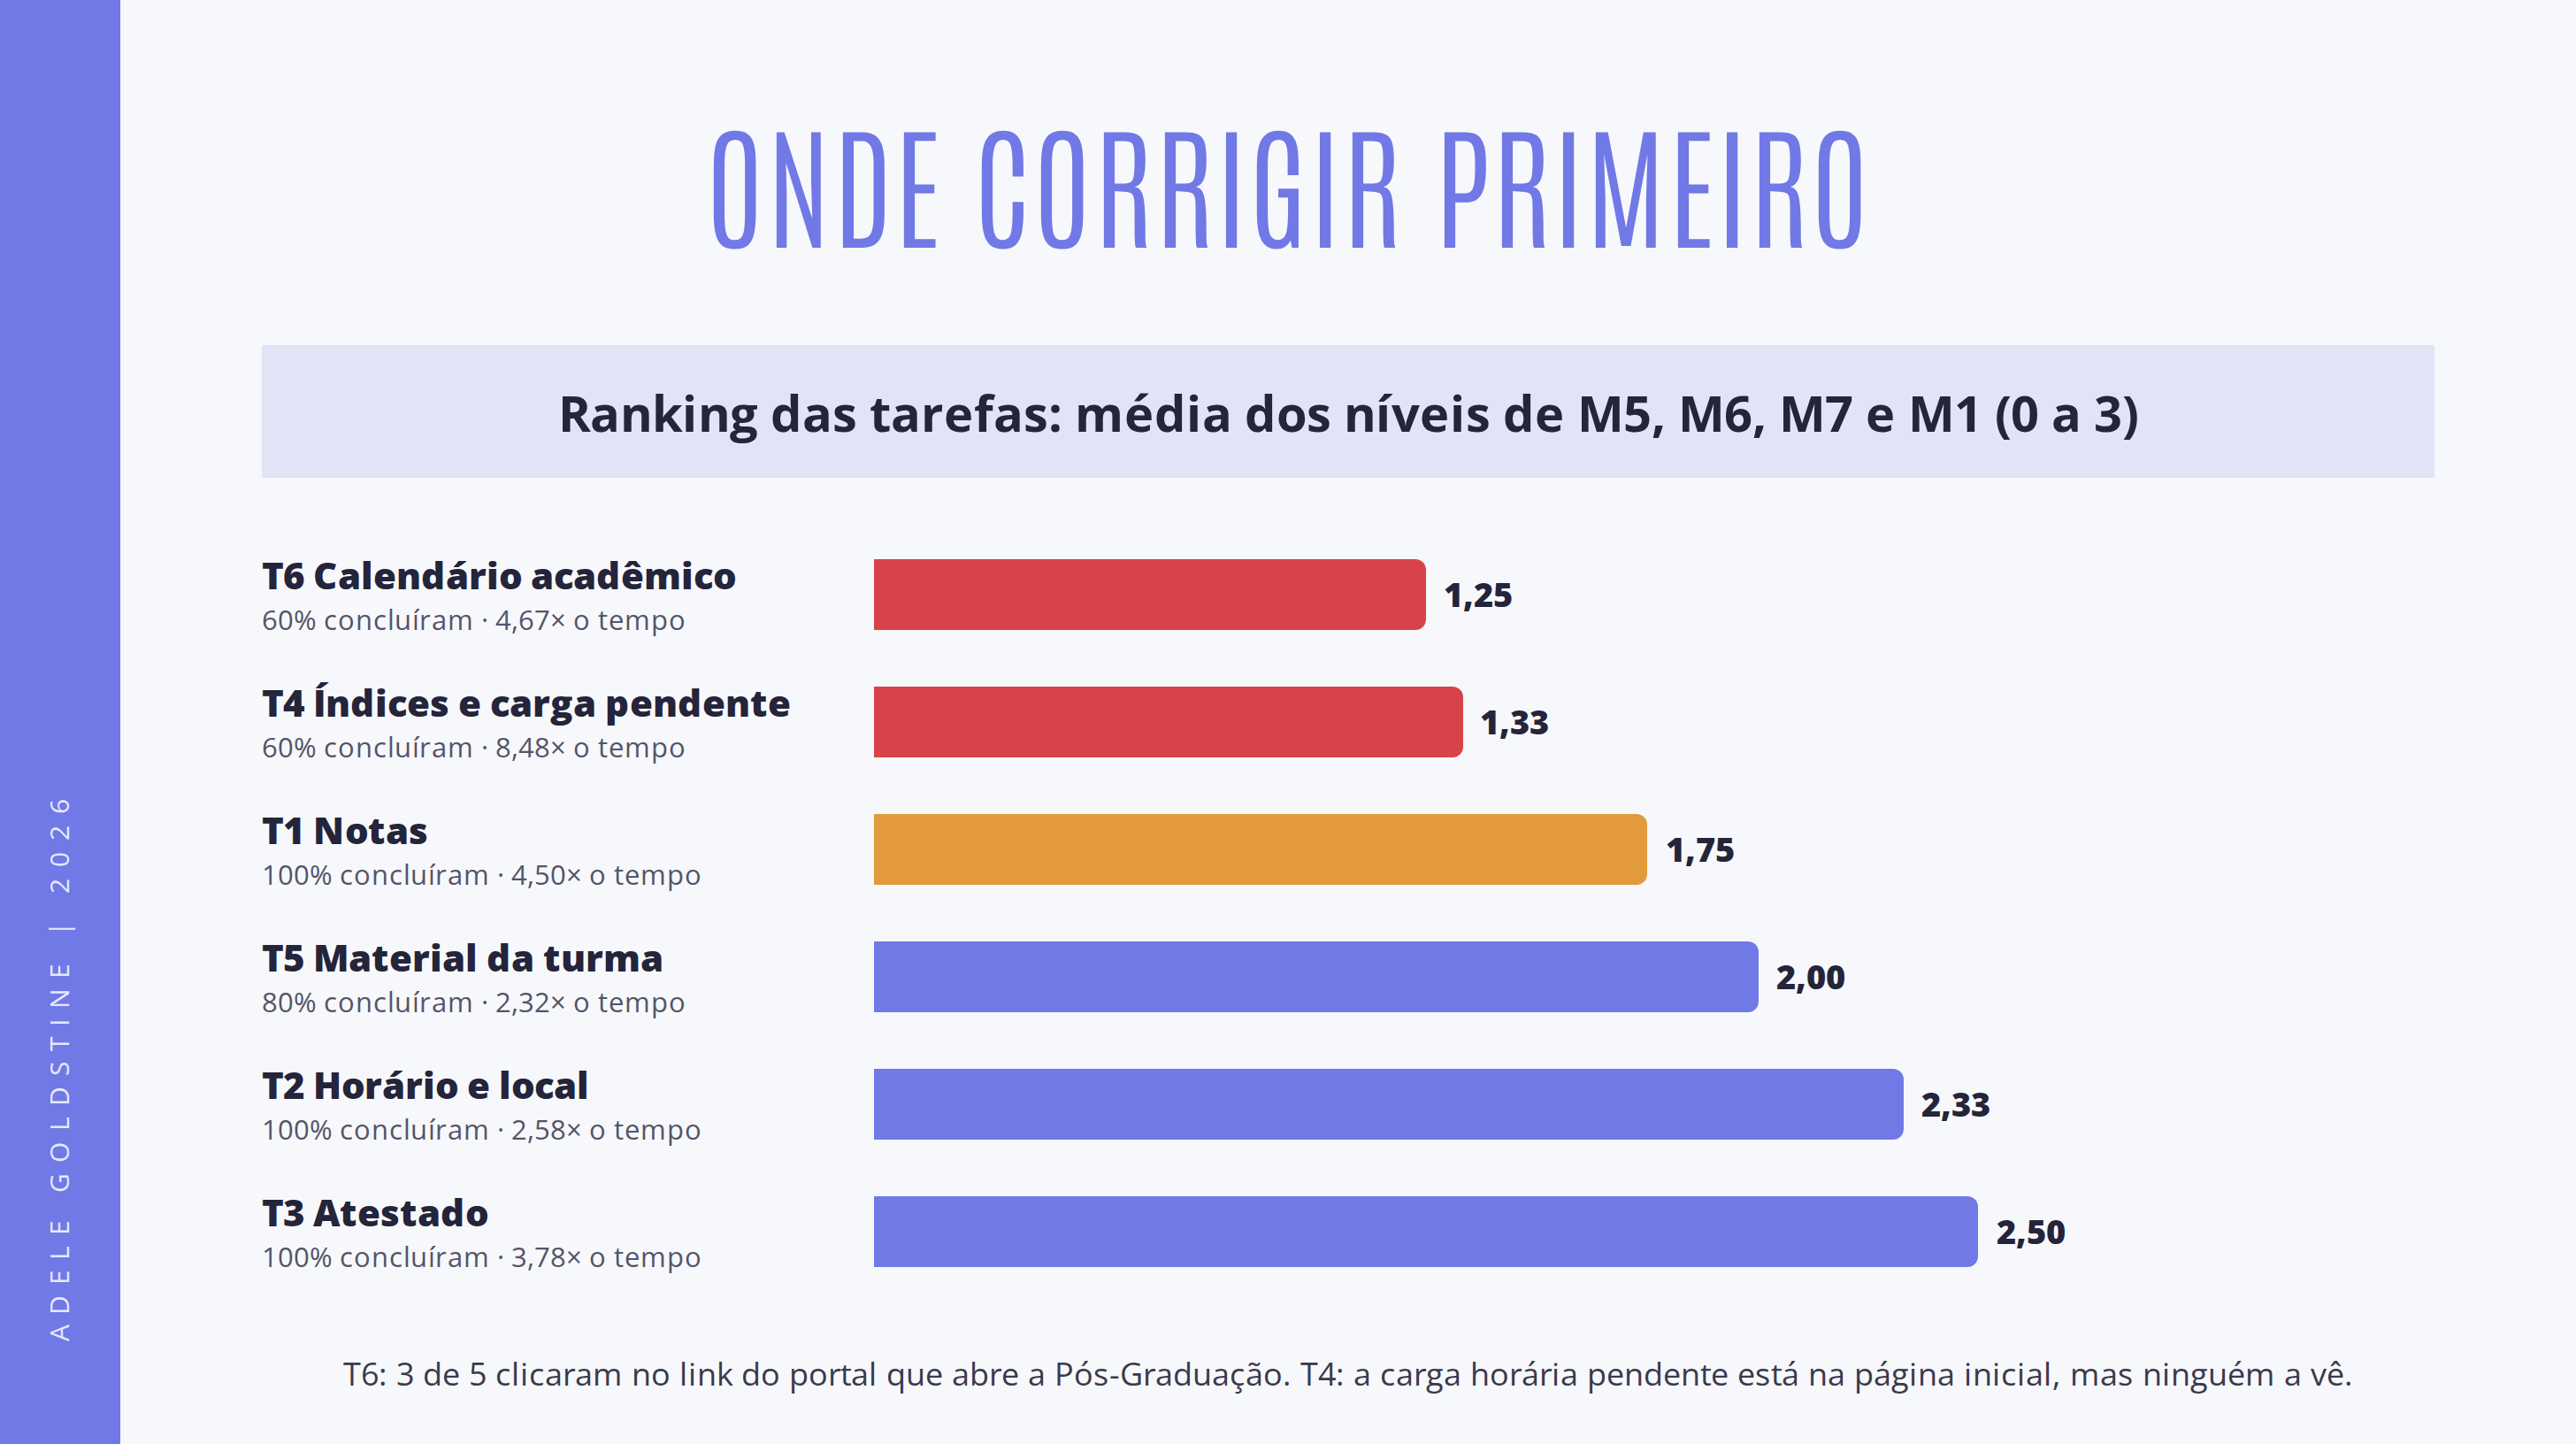 ONDE CORRIGIR PRIMEIRO
Ranking das tarefas: média dos níveis de M5, M6, M7 e M1 (0 a 3)
T6 Calendário acadêmico
60% concluíram · 4,67× o tempo
1,25
T4 Índices e carga pendente
60% concluíram · 8,48× o tempo
1,33
T1 Notas
100% concluíram · 4,50× o tempo
1,75
T5 Material da turma
80% concluíram · 2,32× o tempo
2,00
T2 Horário e local
100% concluíram · 2,58× o tempo
2,33
T3 Atestado
100% concluíram · 3,78× o tempo
2,50
T6: 3 de 5 clicaram no link do portal que abre a Pós-Graduação. T4: a carga horária pendente está na página inicial, mas ninguém a vê.
ADELE GOLDSTINE | 2026